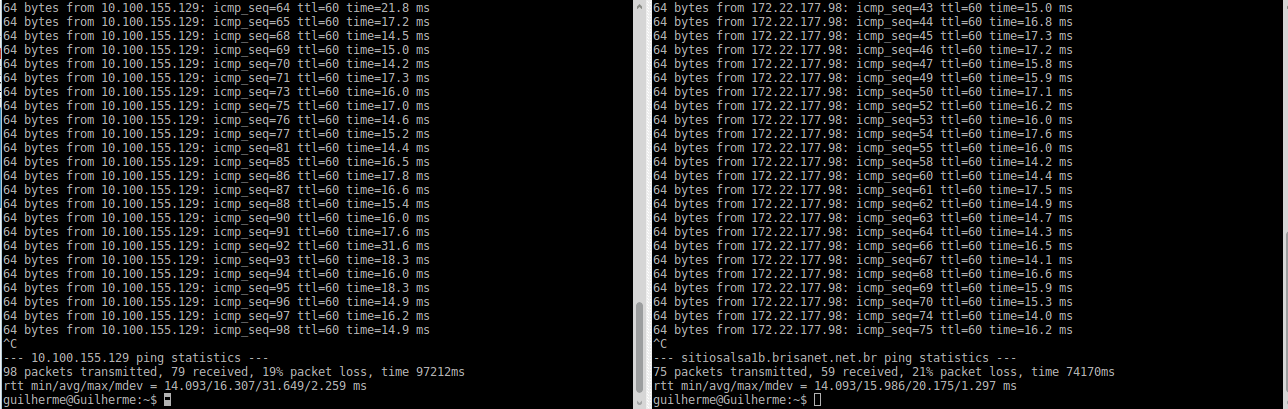 64 bytes from 10.100.155.129: icmp_seq=64 ttl=60 time=21.8 ms
64 bytes from 10.100.155.129: icmp_seq=65 ttl=60 time=17.2 ms
64 bytes from 10.100.155.129: icmp_seq=68 ttl=60 time=14.5 ms
64 bytes from 10.100.155.129: icmp_seq=69 ttl=60 time=15.0 ms
64 bytes from 10.100.155.129: icmp_seq=70 ttl=60 time=14.2 ms
64 bytes from 10.100.155.129: icmp_seq=71 ttl=60 time=17.3 ms
64 bytes from 10.100.155.129: icmp_seq=73 ttl=60 time=16.0 ms
64 bytes from 10.100.155.129: icmp_seq=75 ttl=60 time=17.0 ms
64 bytes from 10.100.155.129: icmp_seq=76 ttl=60 time=14.6 ms
64 bytes from 10.100.155.129: icmp_seq=77 ttl=60 time=15.2 ms
64 bytes from 10.100.155.129: icmp_seq=81 ttl=60 time=14.4 ms
64 bytes from 10.100.155.129: icmp_seq=85 ttl=60 time=16.5 ms
64 bytes from 10.100.155.129: icmp_seq=86 ttl=60 time=17.8 ms
64 bytes from 10.100.155.129: icmp_seq=87 ttl=60 time=16.6 ms
64 bytes from 10.100.155.129: icmp_seq=88 ttl=60 time=15.4 ms
64 bytes from 10.100.155.129: icmp_seq=90 ttl=60 time=16.0 ms
64 bytes from 10.100.155.129: icmp_seq=91 ttl=60 time=17.6 ms
64 bytes from 10.100.155.129: icmp_seq=92 ttl=60 time=31.6 ms
64 bytes from 10.100.155.129: icmp_seq=93 ttl=60 time=18.3 ms
64 bytes from 10.100.155.129: icmp_seq=94 ttl=60 time=16.0 ms
64 bytes from 10.100.155.129: icmp_seq=95 ttl=60 time=18.3 ms
64 bytes from 10.100.155.129: icmp_seq=96 ttl=60 time=14.9 ms
64 bytes from 10.100.155.129: icmp_seq=97 ttl=60 time=16.2 ms
64 bytes from 10.100.155.129: icmp_seq=98 ttl=60 time=14.9 ms
^C
--- 10.100.155.129 ping statistics ---
98 packets transmitted, 79 received, 19% packet loss, time 97212ms
rtt min/avg/max/mdev = 14.093/16.307/31.649/2.259 ms
guilherme@Guilherme:~$
64 bytes from 172.22.177.98: icmp_seq=43 ttl=60 time=15.0 ms
64 bytes from 172.22.177.98: icmp_seq=44 ttl=60 time=16.8 ms
64 bytes from 172.22.177.98: icmp_seq=45 ttl=60 time=17.3 ms
64 bytes from 172.22.177.98: icmp_seq=46 ttl=60 time=17.2 ms
64 bytes from 172.22.177.98: icmp_seq=47 ttl=60 time=15.8 ms
64 bytes from 172.22.177.98: icmp_seq=49 ttl=60 time=15.9 ms
64 bytes from 172.22.177.98: icmp_seq=50 ttl=60 time=17.1 ms
64 bytes from 172.22.177.98: icmp_seq=52 ttl=60 time=16.2 ms
64 bytes from 172.22.177.98: icmp_seq=53 ttl=60 time=16.0 ms
64 bytes from 172.22.177.98: icmp_seq=54 ttl=60 time=17.6 ms
64 bytes from 172.22.177.98: icmp_seq=55 ttl=60 time=16.0 ms
64 bytes from 172.22.177.98: icmp_seq=58 ttl=60 time=14.2 ms
64 bytes from 172.22.177.98: icmp_seq=60 ttl=60 time=14.4 ms
64 bytes from 172.22.177.98: icmp_seq=61 ttl=60 time=17.5 ms
64 bytes from 172.22.177.98: icmp_seq=62 ttl=60 time=14.9 ms
64 bytes from 172.22.177.98: icmp_seq=63 ttl=60 time=14.7 ms
64 bytes from 172.22.177.98: icmp_seq=64 ttl=60 time=14.3 ms
64 bytes from 172.22.177.98: icmp_seq=66 ttl=60 time=16.5 ms
64 bytes from 172.22.177.98: icmp_seq=67 ttl=60 time=14.1 ms
64 bytes from 172.22.177.98: icmp_seq=68 ttl=60 time=16.6 ms
64 bytes from 172.22.177.98: icmp_seq=69 ttl=60 time=15.9 ms
64 bytes from 172.22.177.98: icmp_seq=70 ttl=60 time=15.3 ms
64 bytes from 172.22.177.98: icmp_seq=74 ttl=60 time=14.0 ms
64 bytes from 172.22.177.98: icmp_seq=75 ttl=60 time=16.2 ms
^C
--- sitiosalsa1b.brisanet.net.br ping statistics ---
75 packets transmitted, 59 received, 21% packet loss, time 74170ms
rtt min/avg/max/mdev = 14.093/15.986/20.175/1.297 ms
guilherme@Guilherme:~$